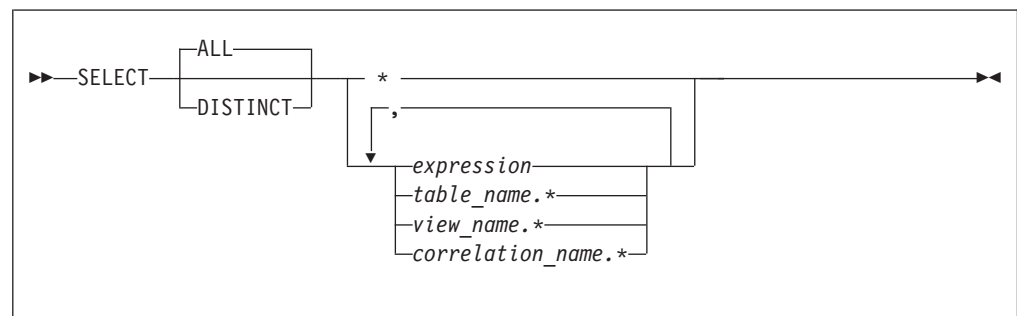 ALL
SELECT
*
DISTINCT
,
expression
table_name.*
view_name.*
correlation_name.*